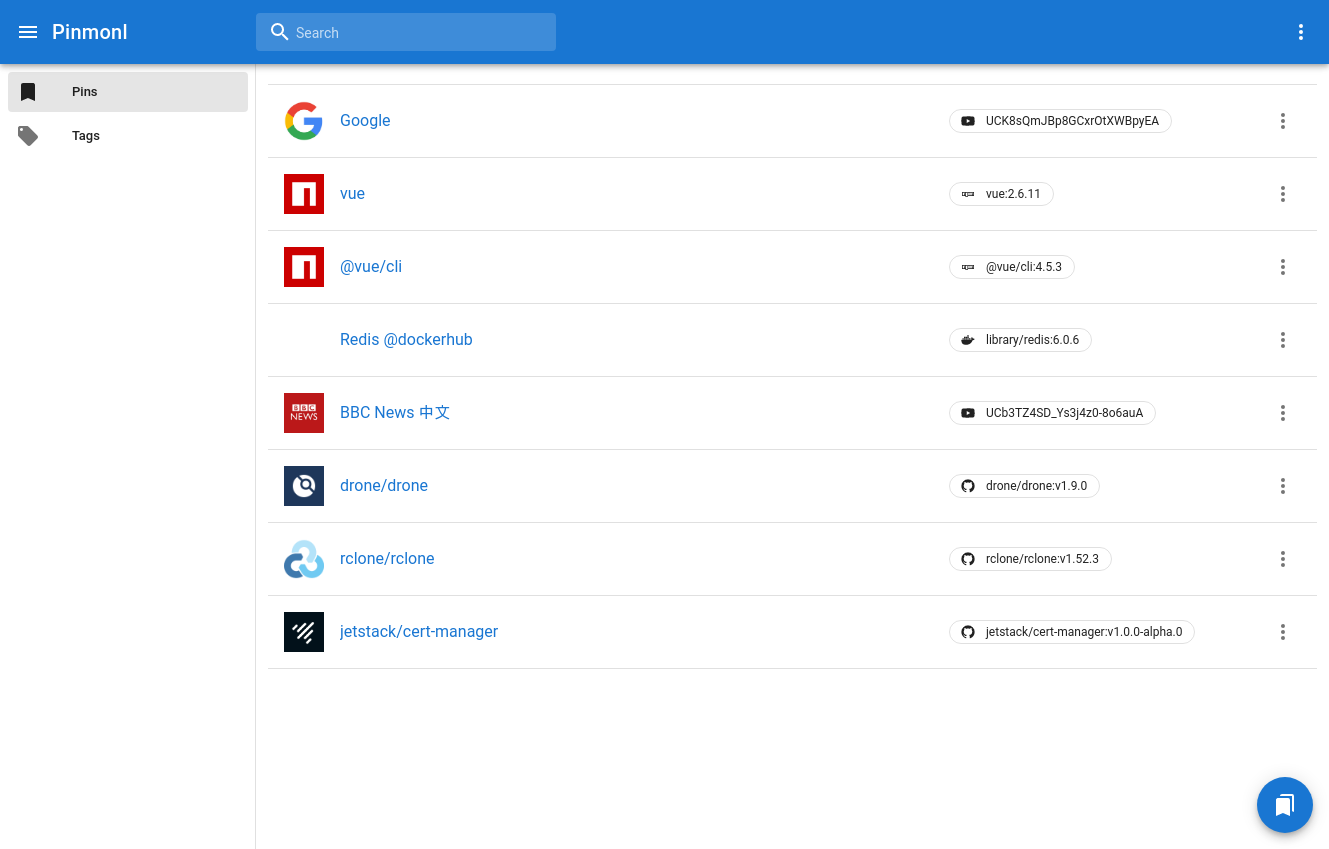 Pinmonl
Search
Pins
Tags
Google
UCK8sQmJBp8GCxrOtXWBpyEA
vue
vue:2.6.11
@vue/cli
@vue/cli:4.5.3
Redis @dockerhub
library/redis:6.0.6
BBC NEWS
BBC News 中文
UCb3TZ4SD_Ys3j4z0-8o6auA
drone/drone
drone/drone:v1.9.0
rclone/rclone
rclone/rclone:v1.52.3
jetstack/cert-manager
jetstack/cert-manager:v1.0.0-alpha.0